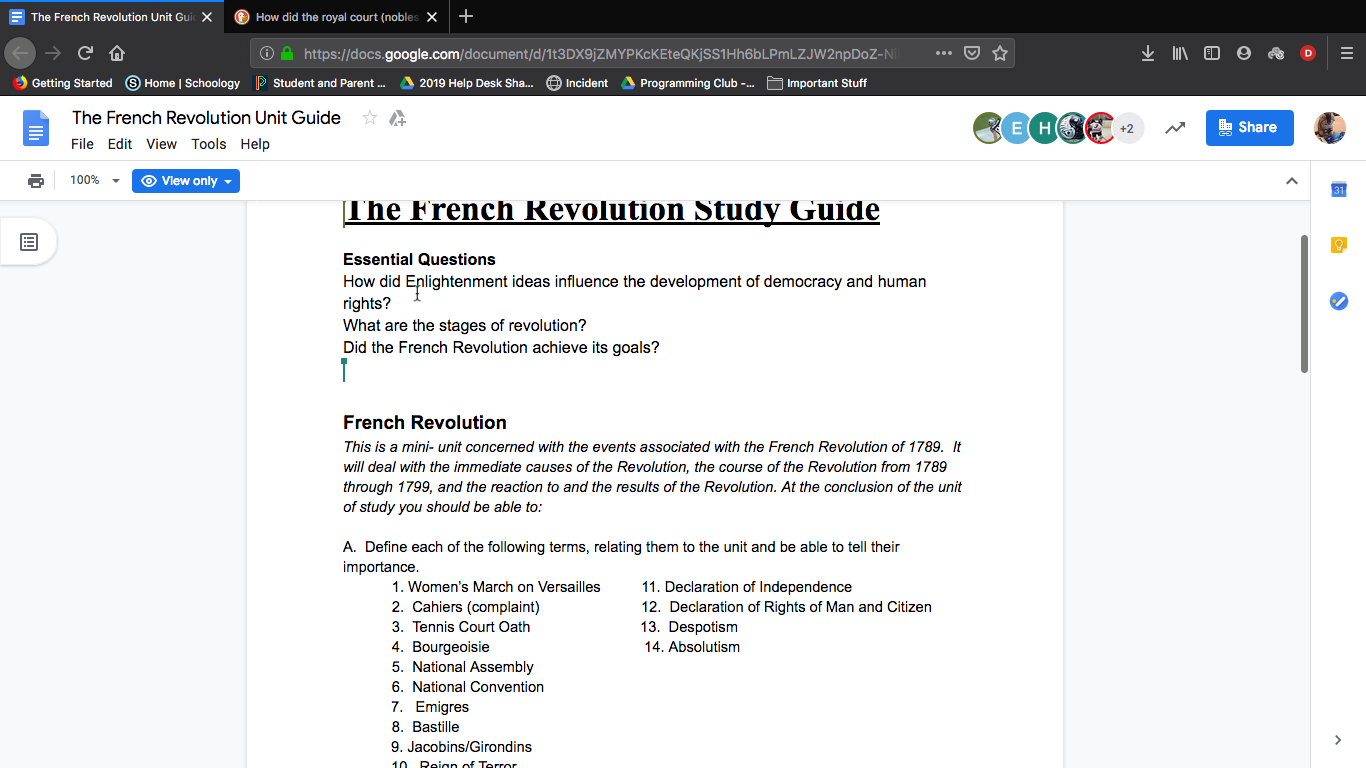 The French Revolution Unit Gui
How did the royal court (nobles
https://docs.google.com/document/d/1t3DX9jZMYPKcKEteQKjSS1Hh6bLPmLZJW2npDoZ-N
D
Getting Started
Home | Schoology
Student and Parent ...
2019 Help Desk Sha...
Incident
Programming Club -...
Important Stuff
The French Revolution Unit Guide
E
H
+2
Share
File Edit View Tools Help
100%
View only
31
The French Revolution Study Guide
Essential Questions
How did Enlightenment ideas influence the development of democracy and human
rights?
What are the stages of revolution?
Did the French Revolution achieve its goals?
French Revolution
This is a mini- unit concerned with the events associated with the French Revolution of 1789.  It
will deal with the immediate causes of the Revolution, the course of the Revolution from 1789
through 1799, and the reaction to and the results of the Revolution. At the conclusion of the unit
of study you should be able to:
A.  Define each of the following terms, relating them to the unit and be able to tell their
importance.
1. Women's March on Versailles 11. Declaration of Independence
2.  Cahiers (complaint) 12.  Declaration of Rights of Man and Citizen
3.  Tennis Court Oath 13.  Despotism
4.  Bourgeoisie 14. Absolutism
5.  National Assembly
6.  National Convention
7.  Emigres
8.  Bastille
9. Jacobins/Girondins
10.  Reign of Terror